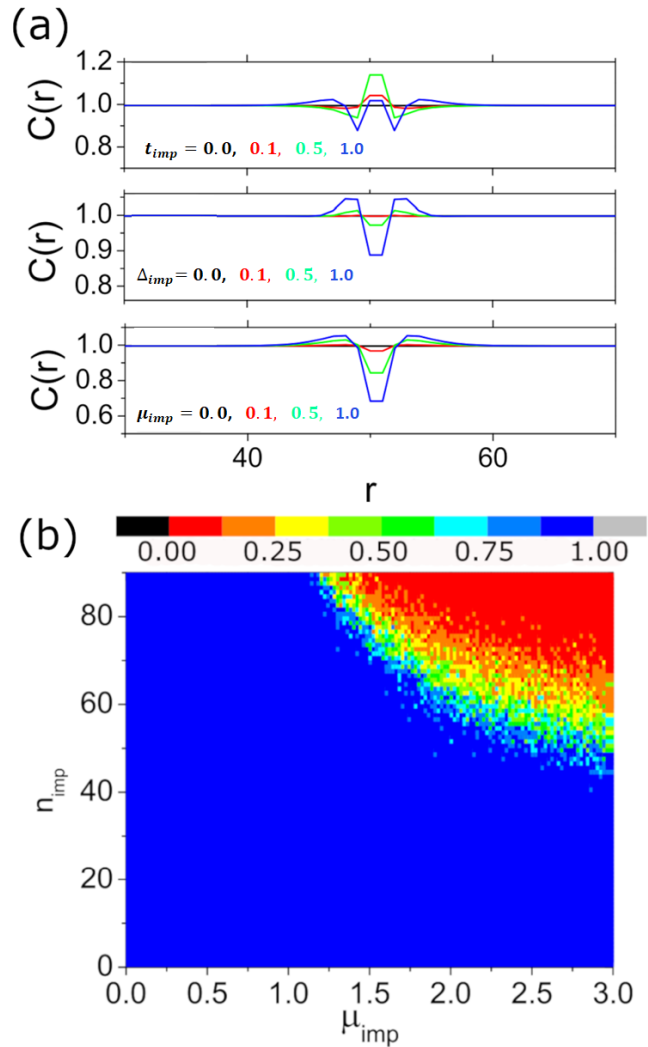 (a)
1.2
1.0
0.8
C(r)
t_imp = 0.0, 0.1, 0.5, 1.0
1.0
0.9
0.8
C(r)
Δ_imp = 0.0, 0.1, 0.5, 1.0
1.0
0.8
0.6
C(r)
μ_imp = 0.0, 0.1, 0.5, 1.0
40 60
r
(b)
0.00 0.25 0.50 0.75 1.00
80
60
40
20
0
n_imp
0.0 0.5 1.0 1.5 2.0 2.5 3.0
μ_imp